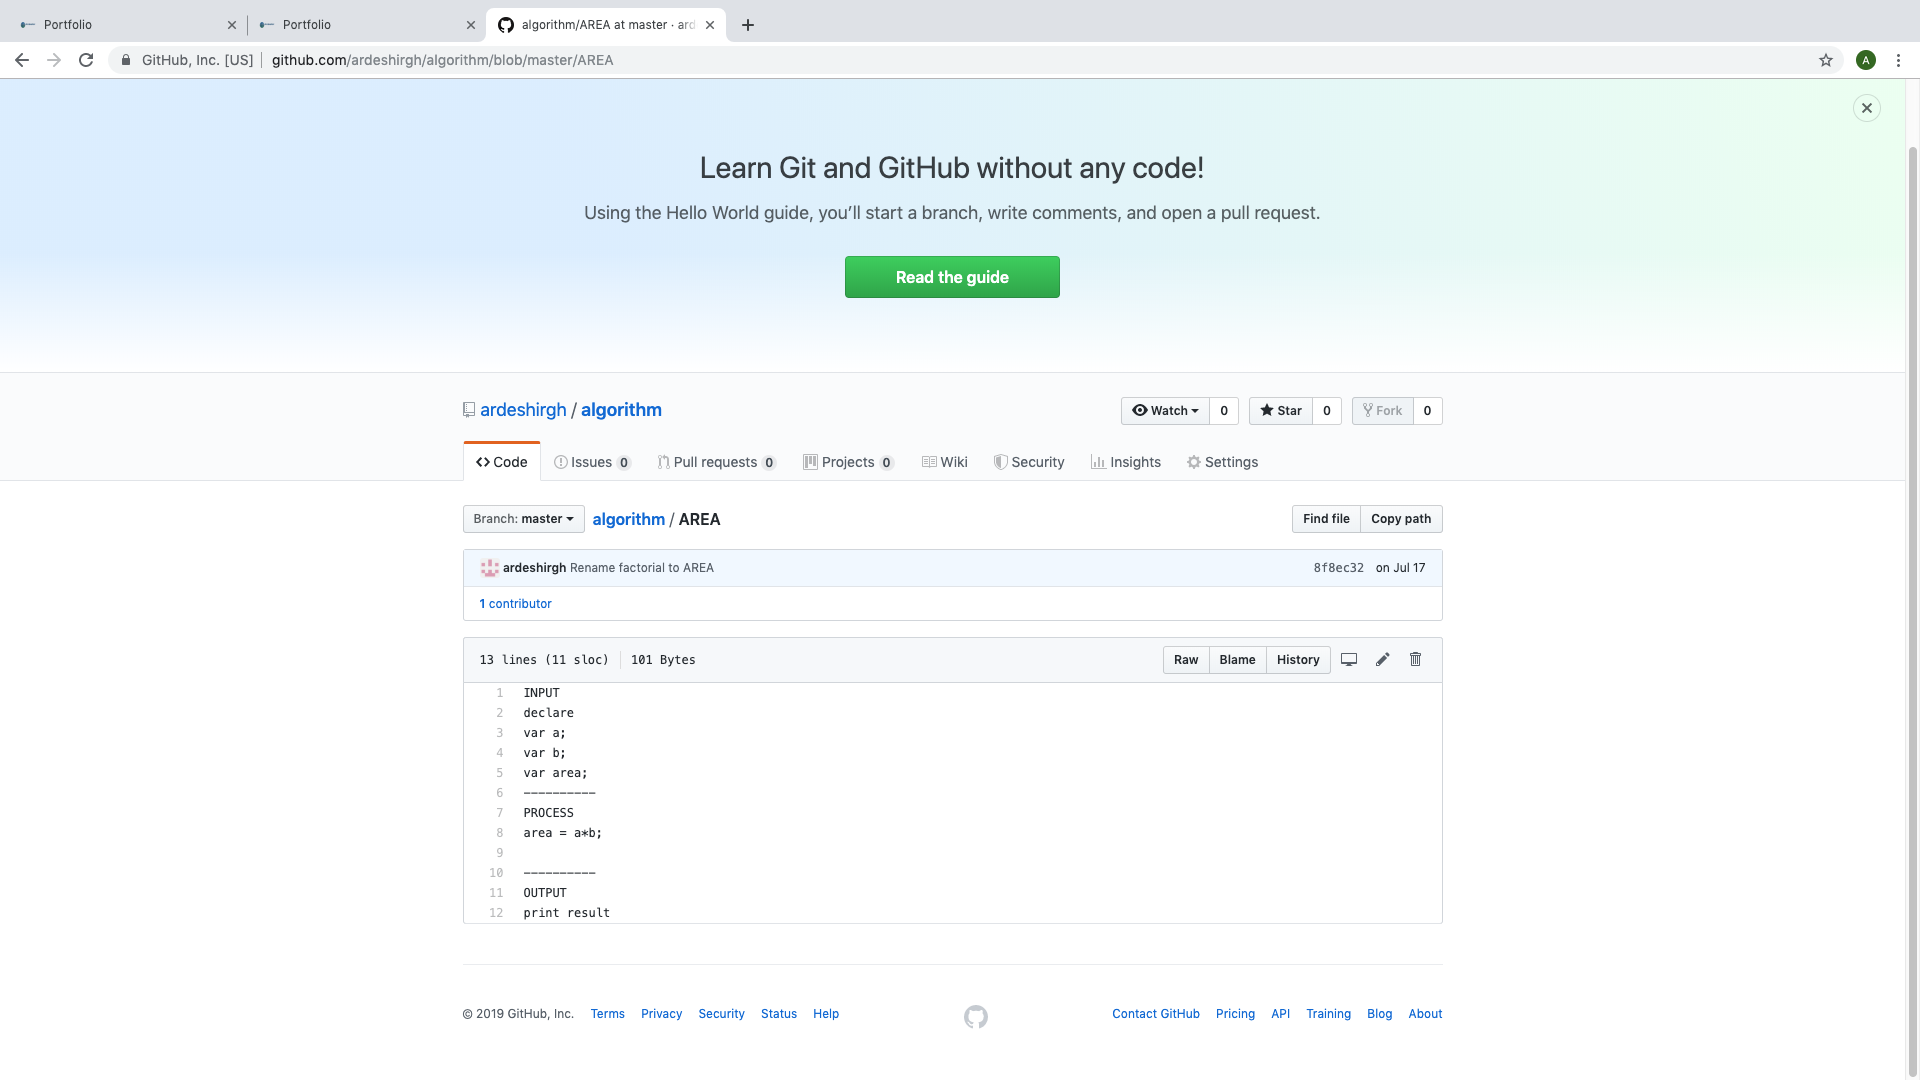 Portfolio
Portfolio
algorithm/AREA at master · ard
GitHub, Inc. [US] github.com/ardeshirgh/algorithm/blob/master/AREA
A
Learn Git and GitHub without any code!
Using the Hello World guide, you’ll start a branch, write comments, and open a pull request.
Read the guide
ardeshirgh / algorithm
Watch 0 Star 0 Fork 0
Code Issues 0 Pull requests 0 Projects 0 Wiki Security Insights Settings
Branch: master algorithm / AREA Find file Copy path
ardeshirgh Rename factorial to AREA 8f8ec32 on Jul 17
1 contributor
13 lines (11 sloc) 101 Bytes Raw Blame History
1 INPUT
2 declare
3 var a;
4 var b;
5 var area;
6 ----------
7 PROCESS
8 area = a*b;
9
10 ----------
11 OUTPUT
12 print result
© 2019 GitHub, Inc. Terms Privacy Security Status Help Contact GitHub Pricing API Training Blog About